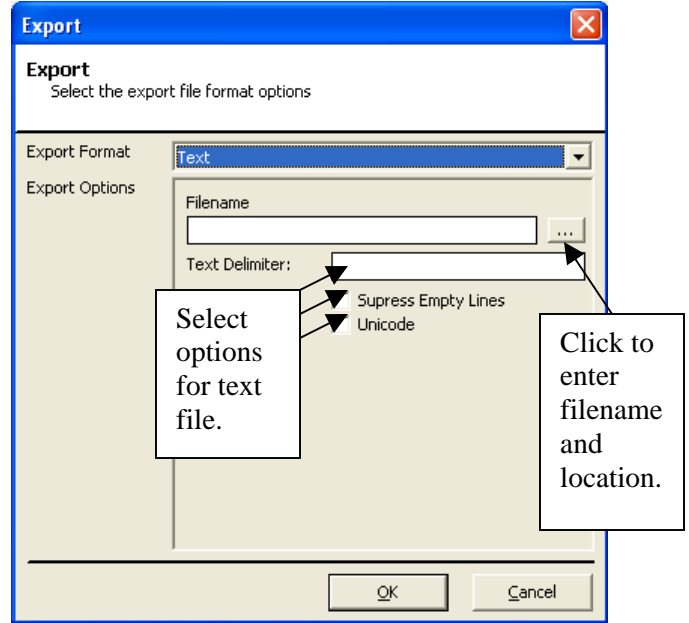 Export
Export
Select the export file format options
Export Format
Text
Export Options
Filename
...
Text Delimiter:
Supress Empty Lines
Unicode
Select
options
for text
file.
Click to
enter
filename
and
location.
OK
Cancel